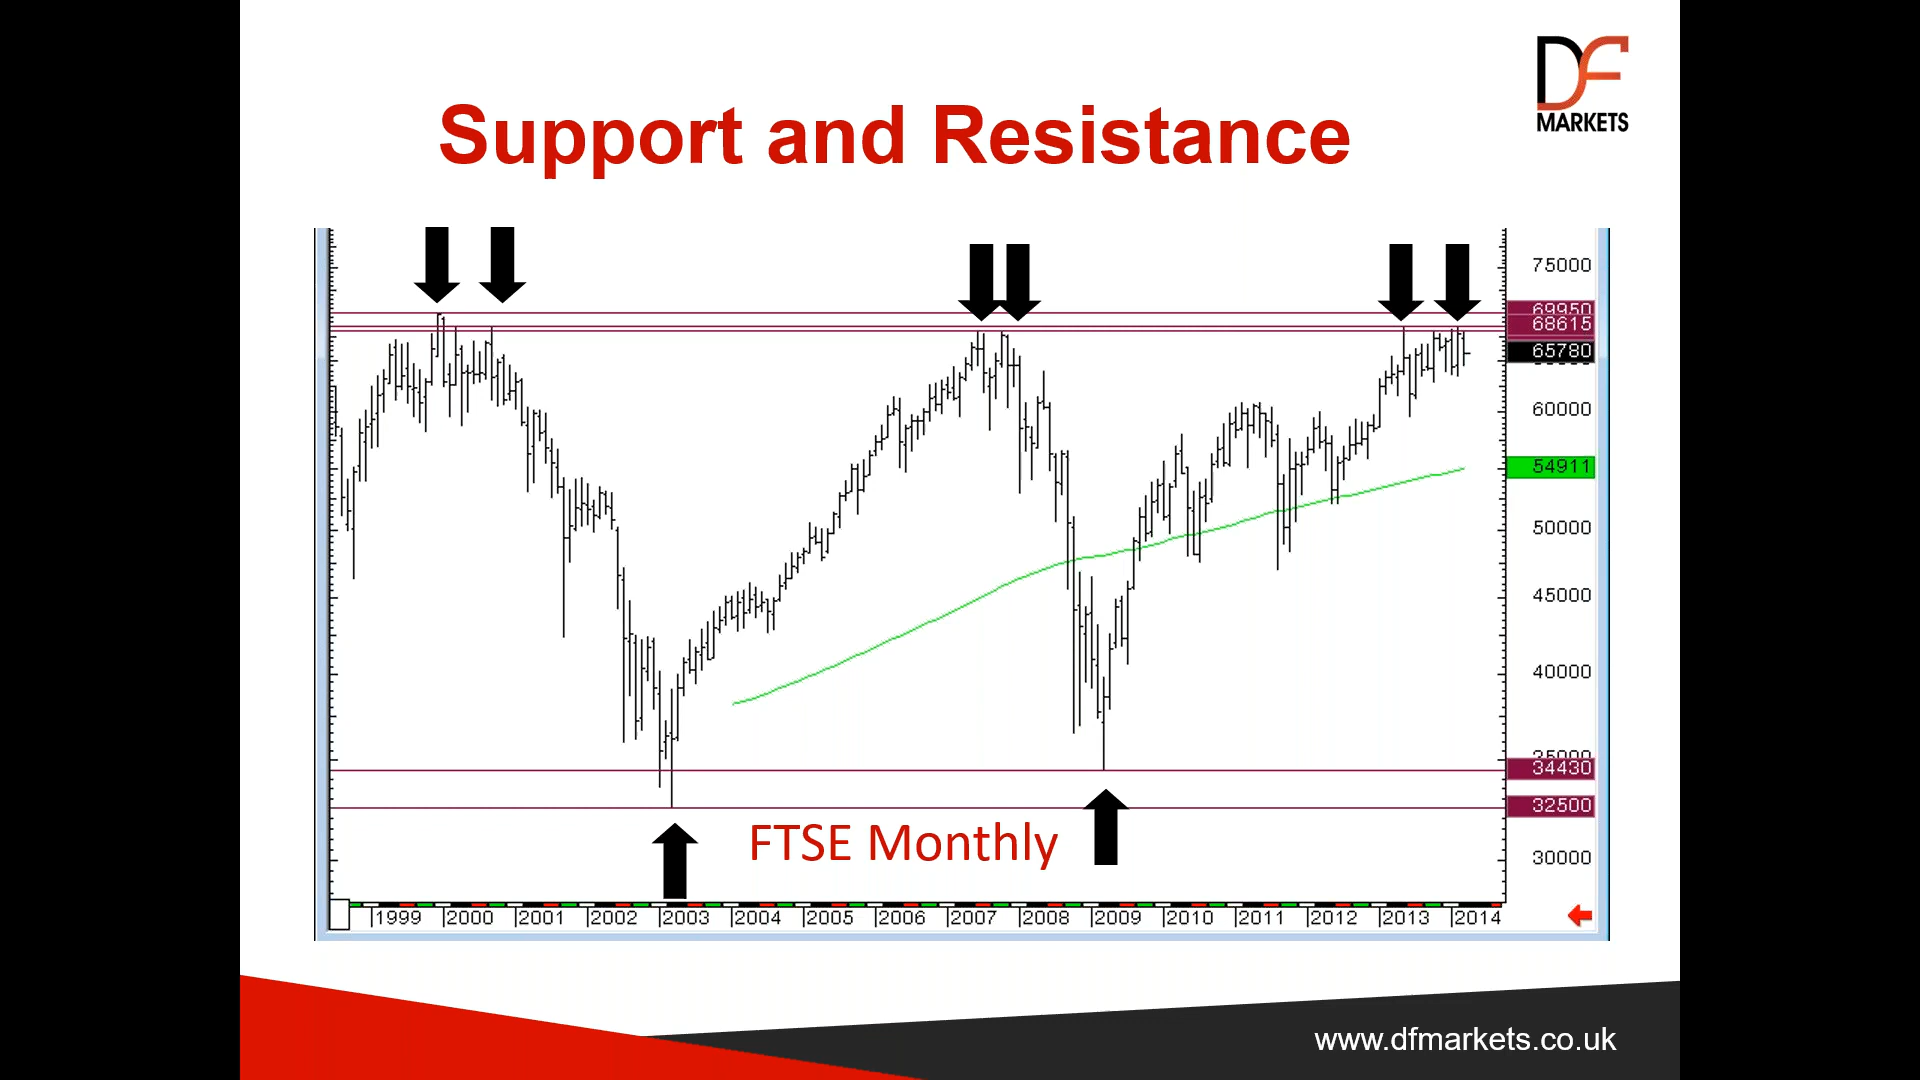 DF
MARKETS
Support and Resistance
75000
69950
68615
65780
60000
54911
50000
45000
40000
35000
34430
32500
30000
FTSE Monthly
1999 2000 2001 2002 2003 2004 2005 2006 2007 2008 2009 2010 2011 2012 2013 2014
www.dfmarkets.co.uk